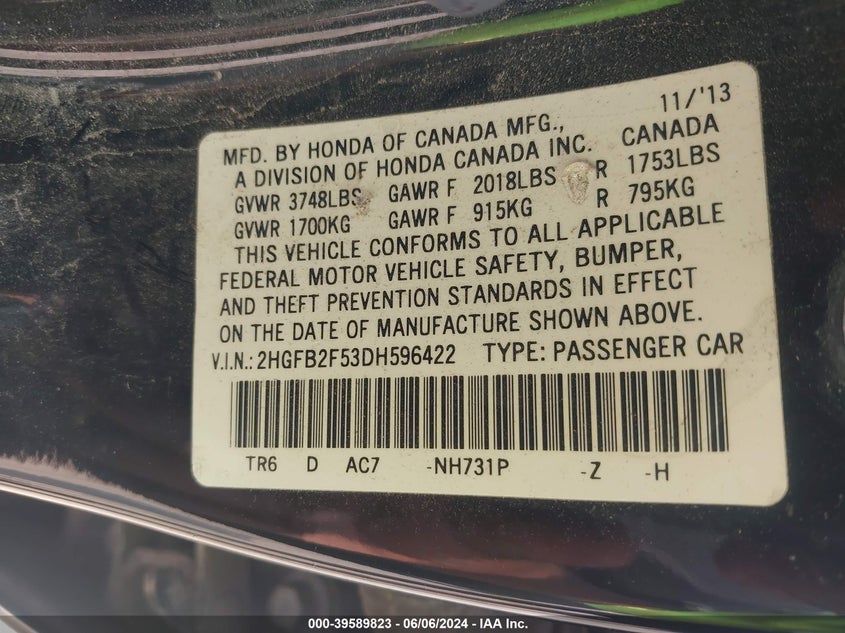 11/'13
MFD. BY HONDA OF CANADA MFG.,
A DIVISION OF HONDA CANADA INC. CANADA
GVWR 3748LBS GAWR F 2018LBS R 1753LBS
GVWR 1700KG GAWR F 915KG R 795KG
THIS VEHICLE CONFORMS TO ALL APPLICABLE
FEDERAL MOTOR VEHICLE SAFETY, BUMPER,
AND THEFT PREVENTION STANDARDS IN EFFECT
ON THE DATE OF MANUFACTURE SHOWN ABOVE.
V.I.N.: 2HGFB2F53DH596422 TYPE: PASSENGER CAR
TR6 D AC7 -NH731P -Z -H
000-39589823 - 06/06/2024 - IAA Inc.